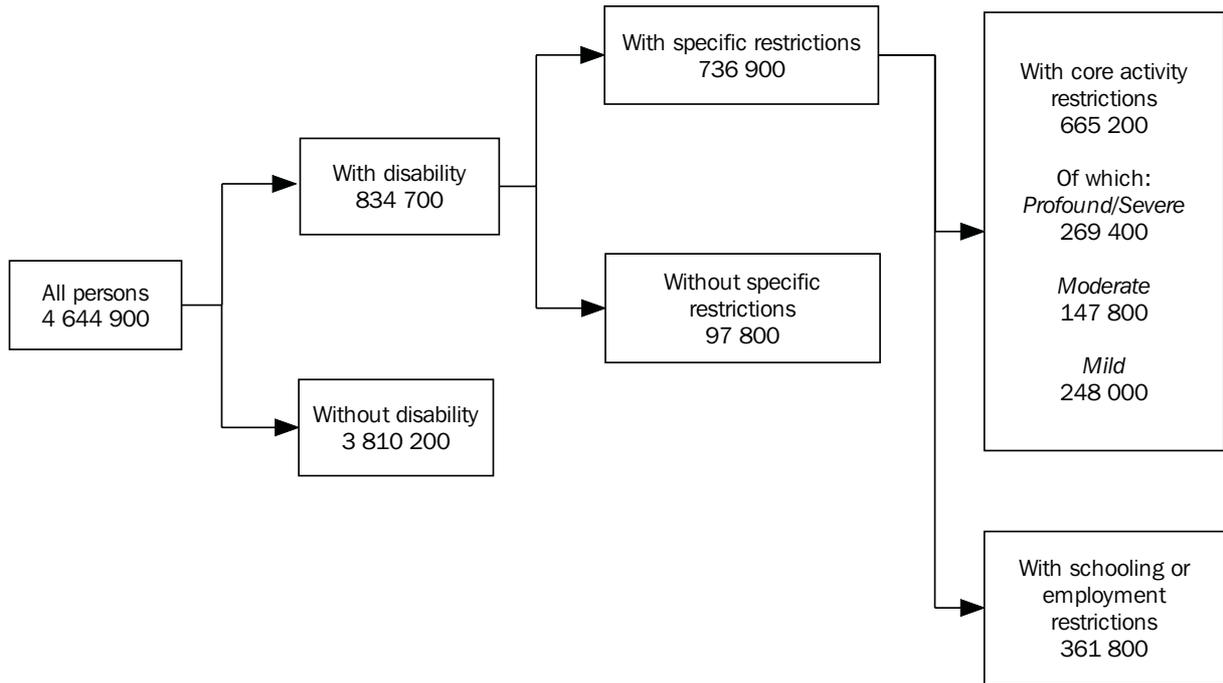 All persons
4 644 900
With disability
834 700
Without disability
3 810 200
With specific restrictions
736 900
Without specific
restrictions
97 800
With core activity
restrictions
665 200
Of which:
Profound/Severe
269 400
Moderate
147 800
Mild
248 000
With schooling or
employment
restrictions
361 800